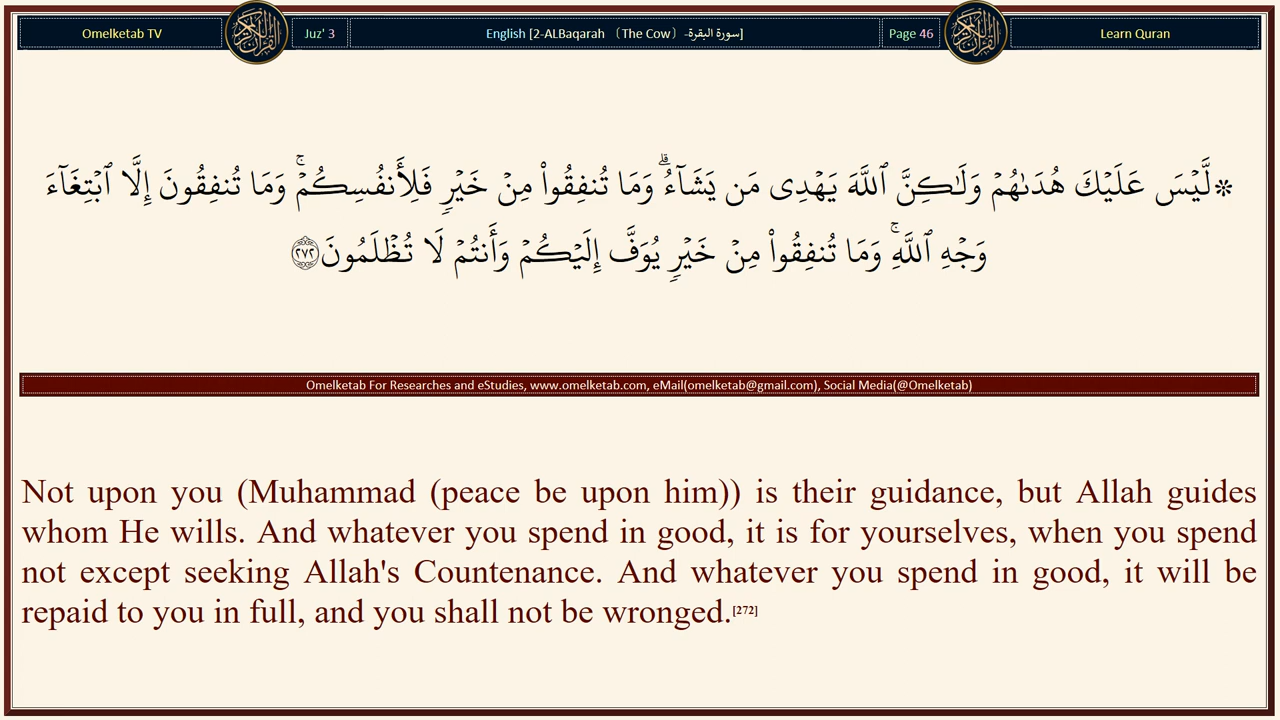 Omelketab TV
Juz' 3
English [2-ALBaqarah （The Cow） -سورة البقرة]
Page 46
Learn Quran
۞ لَّيۡسَ عَلَيۡكَ هُدَىٰهُمۡ وَلَٰكِنَّ ٱللَّهَ يَهۡدِي مَن يَشَآءُۗ وَمَا تُنفِقُواْ مِنۡ خَيۡرٖ فَلِأَنفُسِكُمۡۚ وَمَا تُنفِقُونَ إِلَّا ٱبۡتِغَآءَ
وَجۡهِ ٱللَّهِۚ وَمَا تُنفِقُواْ مِنۡ خَيۡرٖ يُوَفَّ إِلَيۡكُمۡ وَأَنتُمۡ لَا تُظۡلَمُونَ ٢٧٢
Omelketab For Researches and eStudies, www.omelketab.com, eMail(omelketab@gmail.com), Social Media(@Omelketab)
Not upon you (Muhammad (peace be upon him)) is their guidance, but Allah guides
whom He wills. And whatever you spend in good, it is for yourselves, when you spend
not except seeking Allah's Countenance. And whatever you spend in good, it will be
repaid to you in full, and you shall not be wronged.[272]